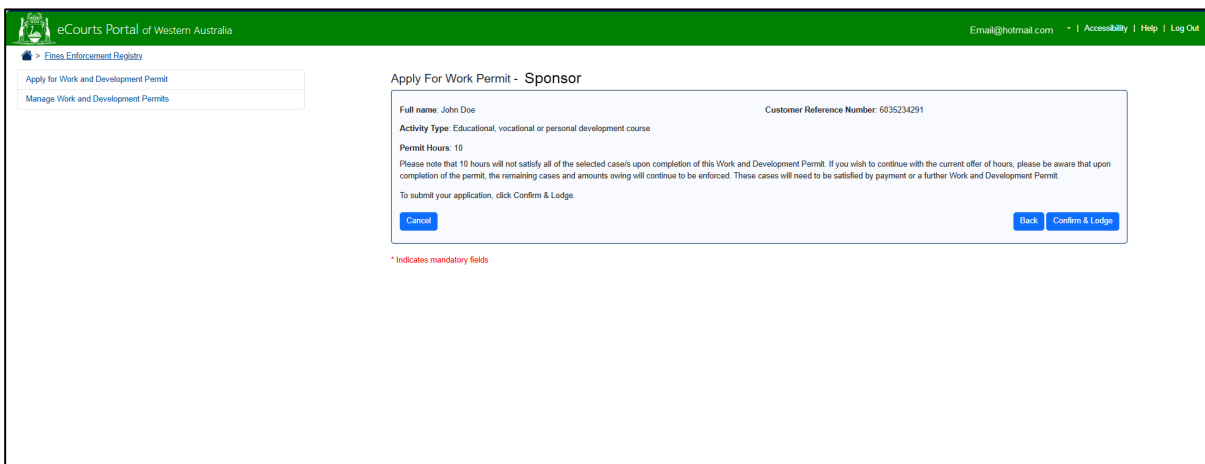 eCourts Portal of Western Australia
Email@hotmail.com | Accessibility | Help | Log Out
> Fines Enforcement Registry
Apply for Work and Development Permit
Manage Work and Development Permits
Apply For Work Permit - Sponsor
Full name: John Doe
Customer Reference Number: 6035234291
Activity Type: Educational, vocational or personal development course
Permit Hours: 10
Please note that 10 hours will not satisfy all of the selected case/s upon completion of this Work and Development Permit. If you wish to continue with the current offer of hours, please be aware that upon
completion of the permit, the remaining cases and amounts owing will continue to be enforced. These cases will need to be satisfied by payment or a further Work and Development Permit.
To submit your application, click Confirm & Lodge.
Cancel
Back
Confirm & Lodge
* Indicates mandatory fields